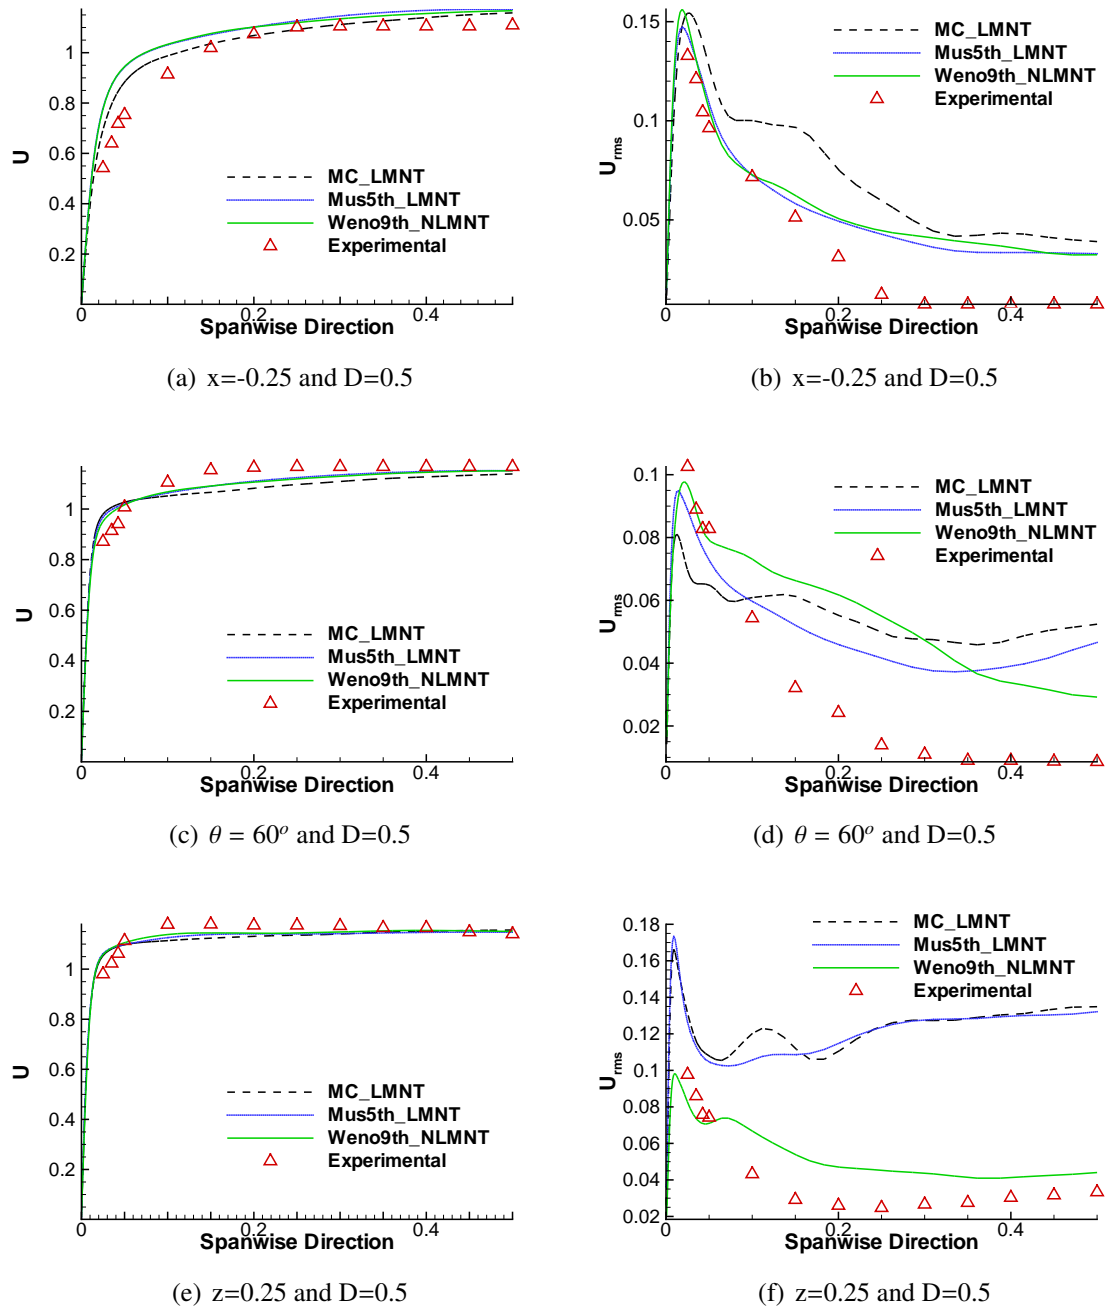 1
0.8
0.6
0.4
0.2
0
0.2
0.4
U
Spanwise Direction
MC_LMNT
Mus5th_LMNT
Weno9th_NLMNT
Experimental
(a) x=-0.25 and D=0.5
0.15
0.1
0.05
0
0.2
0.4
Urms
Spanwise Direction
MC_LMNT
Mus5th_LMNT
Weno9th_NLMNT
Experimental
(b) x=-0.25 and D=0.5
1
0.8
0.6
0.4
0.2
0
0.2
0.4
U
Spanwise Direction
MC_LMNT
Mus5th_LMNT
Weno9th_NLMNT
Experimental
(c) θ = 60° and D=0.5
0.1
0.08
0.06
0.04
0.02
0
0.2
0.4
Urms
Spanwise Direction
MC_LMNT
Mus5th_LMNT
Weno9th_NLMNT
Experimental
(d) θ = 60° and D=0.5
1
0.8
0.6
0.4
0.2
0
0.2
0.4
U
Spanwise Direction
MC_LMNT
Mus5th_LMNT
Weno9th_NLMNT
Experimental
(e) z=0.25 and D=0.5
0.18
0.16
0.14
0.12
0.1
0.08
0.06
0.04
0.02
0
0.2
0.4
Urms
Spanwise Direction
MC_LMNT
Mus5th_LMNT
Weno9th_NLMNT
Experimental
(f) z=0.25 and D=0.5